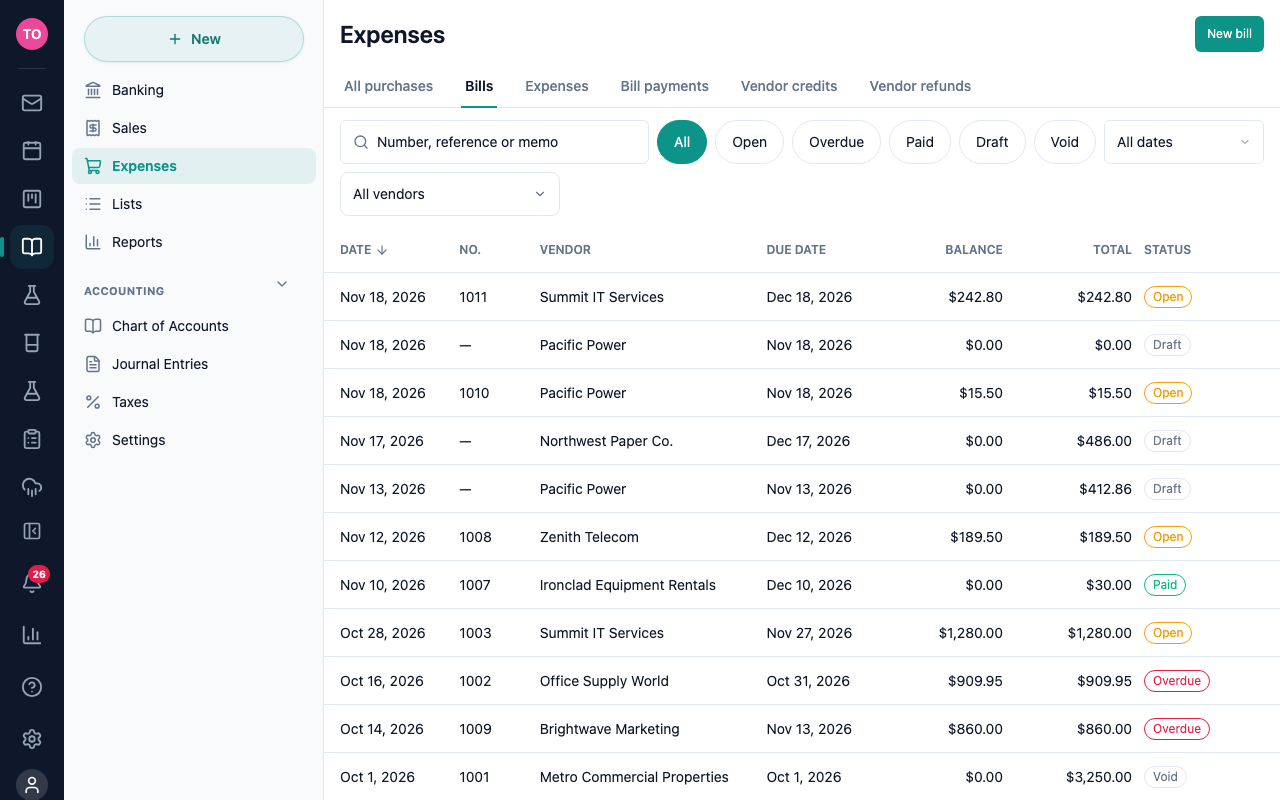 TO
26
New
Banking
Sales
Expenses
Lists
Reports
ACCOUNTING
Chart of Accounts
Journal Entries
Taxes
Settings
Expenses
New bill
All purchases Bills Expenses Bill payments Vendor credits Vendor refunds
Number, reference or memo All Open Overdue Paid Draft Void All dates
All vendors
DATE NO. VENDOR DUE DATE BALANCE TOTAL STATUS
Nov 18, 2026 1011 Summit IT Services Dec 18, 2026 $242.80 $242.80 Open
Nov 18, 2026 — Pacific Power Nov 18, 2026 $0.00 $0.00 Draft
Nov 18, 2026 1010 Pacific Power Nov 18, 2026 $15.50 $15.50 Open
Nov 17, 2026 — Northwest Paper Co. Dec 17, 2026 $0.00 $486.00 Draft
Nov 13, 2026 — Pacific Power Nov 13, 2026 $0.00 $412.86 Draft
Nov 12, 2026 1008 Zenith Telecom Dec 12, 2026 $189.50 $189.50 Open
Nov 10, 2026 1007 Ironclad Equipment Rentals Dec 10, 2026 $0.00 $30.00 Paid
Oct 28, 2026 1003 Summit IT Services Nov 27, 2026 $1,280.00 $1,280.00 Open
Oct 16, 2026 1002 Office Supply World Oct 31, 2026 $909.95 $909.95 Overdue
Oct 14, 2026 1009 Brightwave Marketing Nov 13, 2026 $860.00 $860.00 Overdue
Oct 1, 2026 1001 Metro Commercial Properties Oct 1, 2026 $0.00 $3,250.00 Void